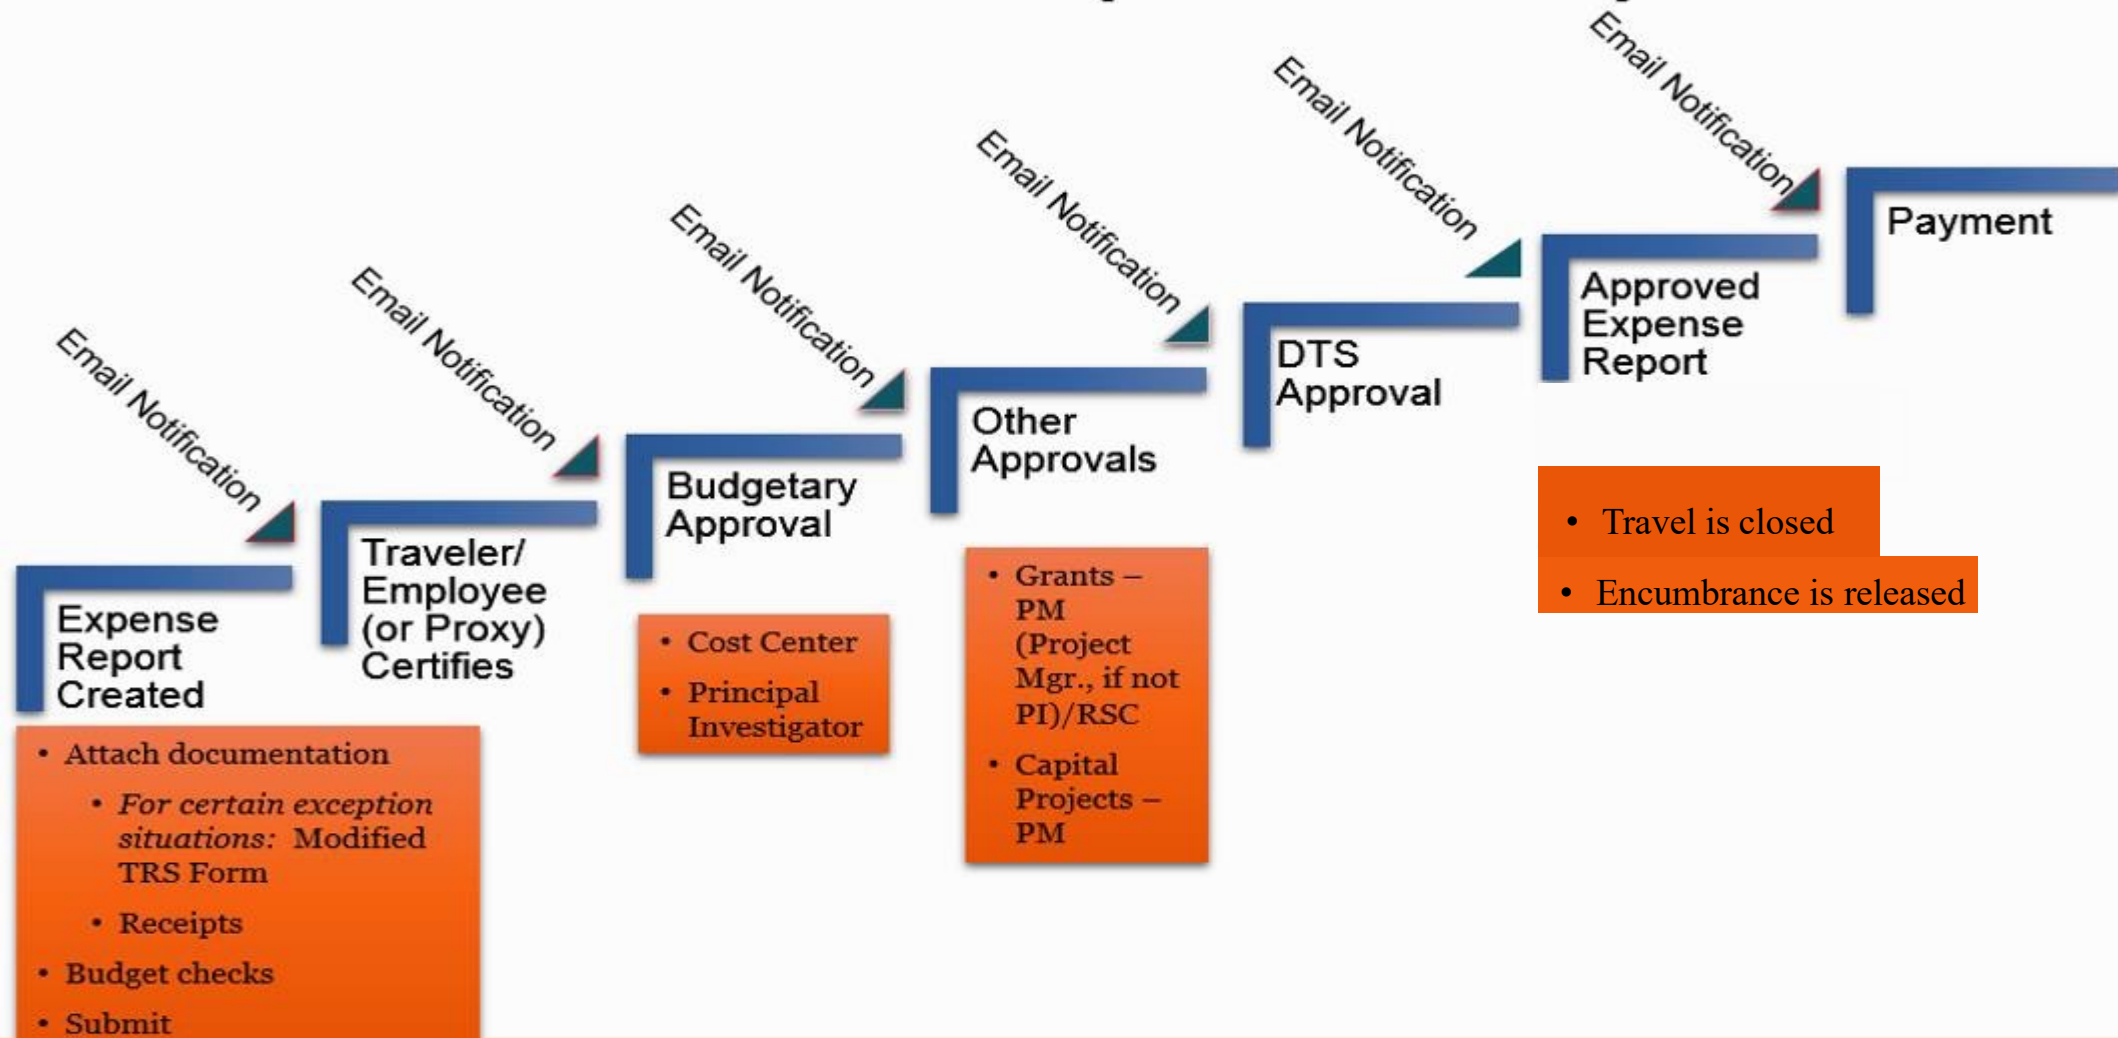 Email Notification
Expense
Report
Created
• Attach documentation
• For certain exception
situations: Modified
TRS Form
• Receipts
• Budget checks
• Submit
Email Notification
Traveler/
Employee
(or Proxy)
Certifies
Email Notification
Budgetary
Approval
• Cost Center
• Principal
Investigator
Email Notification
Other
Approvals
• Grants –
PM
(Project
Mgr., if not
PI)/RSC
• Capital
Projects –
PM
Email Notification
DTS
Approval
Email Notification
Approved
Expense
Report
• Travel is closed
• Encumbrance is released
Payment